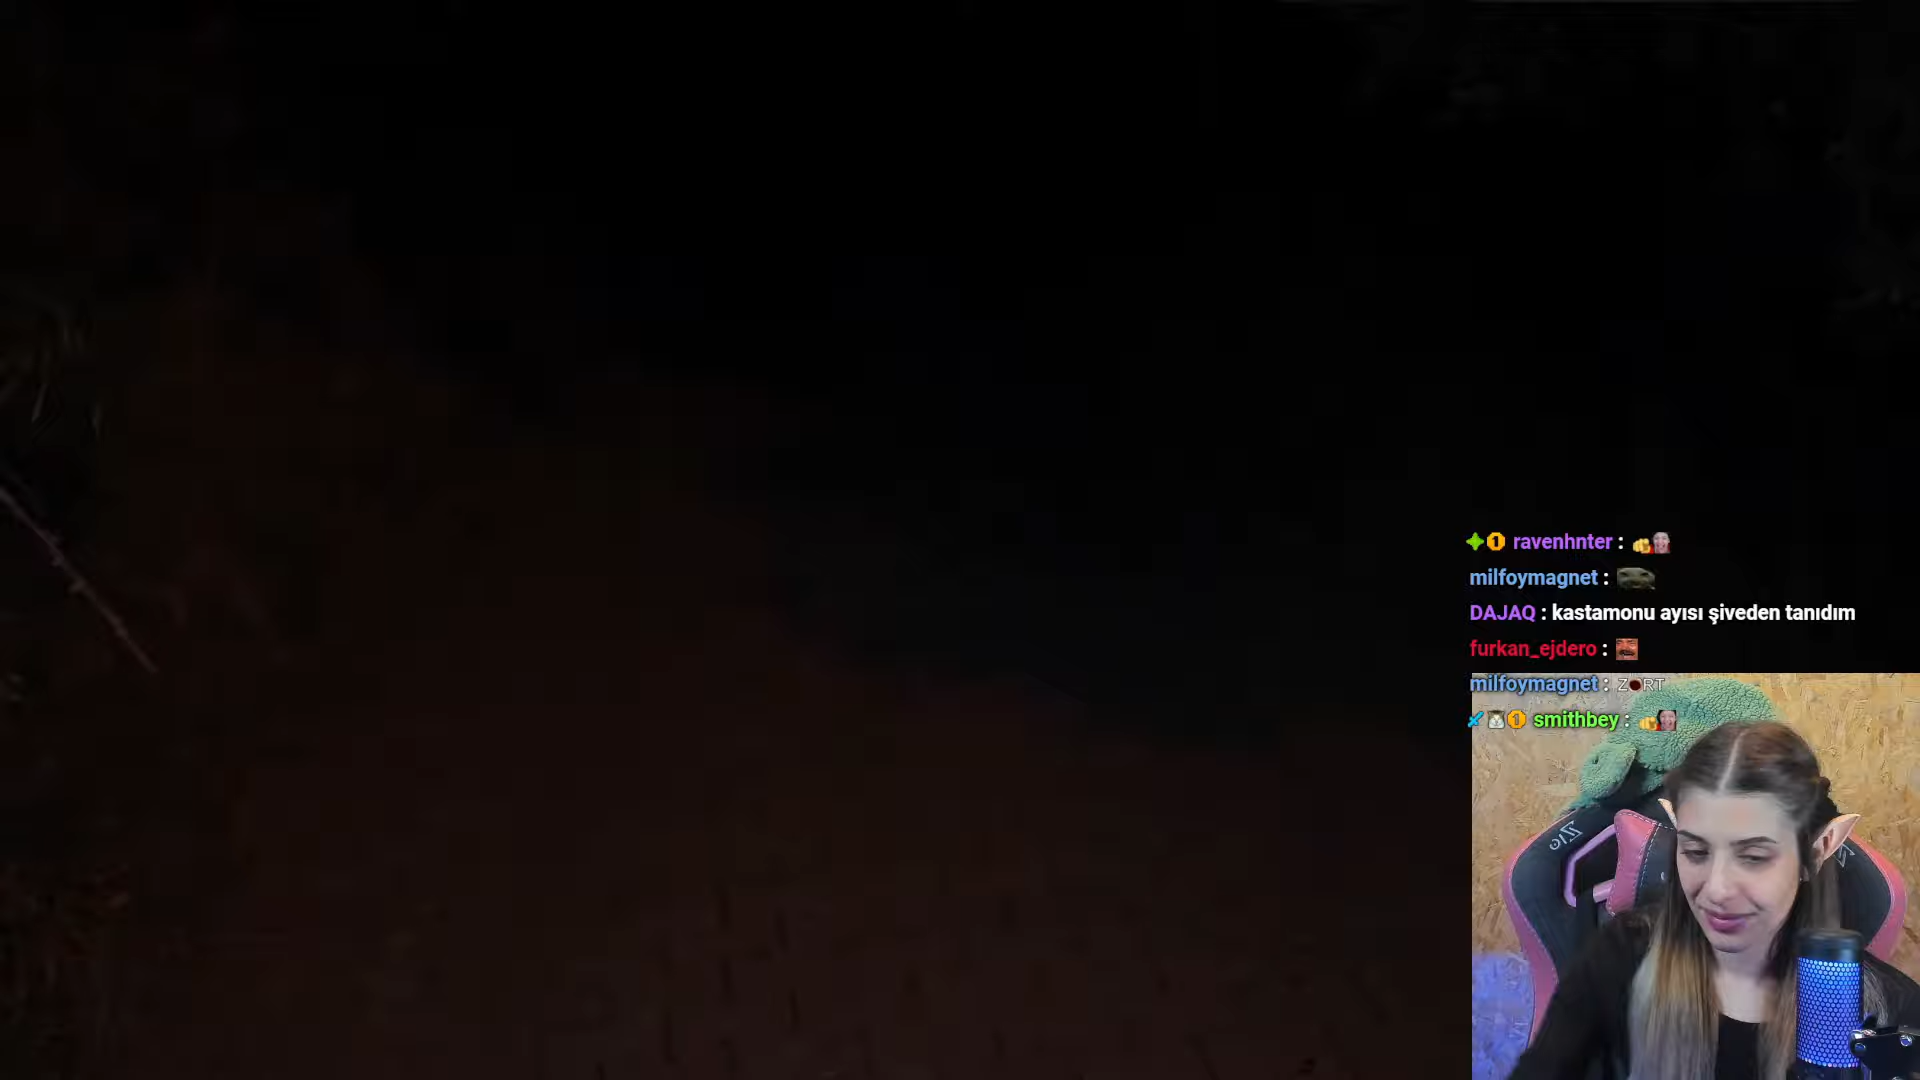 ravenhnter :
milfoymagnet :
DAJAQ : kastamonu ayısı şiveden tanıdım
furkan_ejdero :
milfoymagnet : ZORT
smithbey :